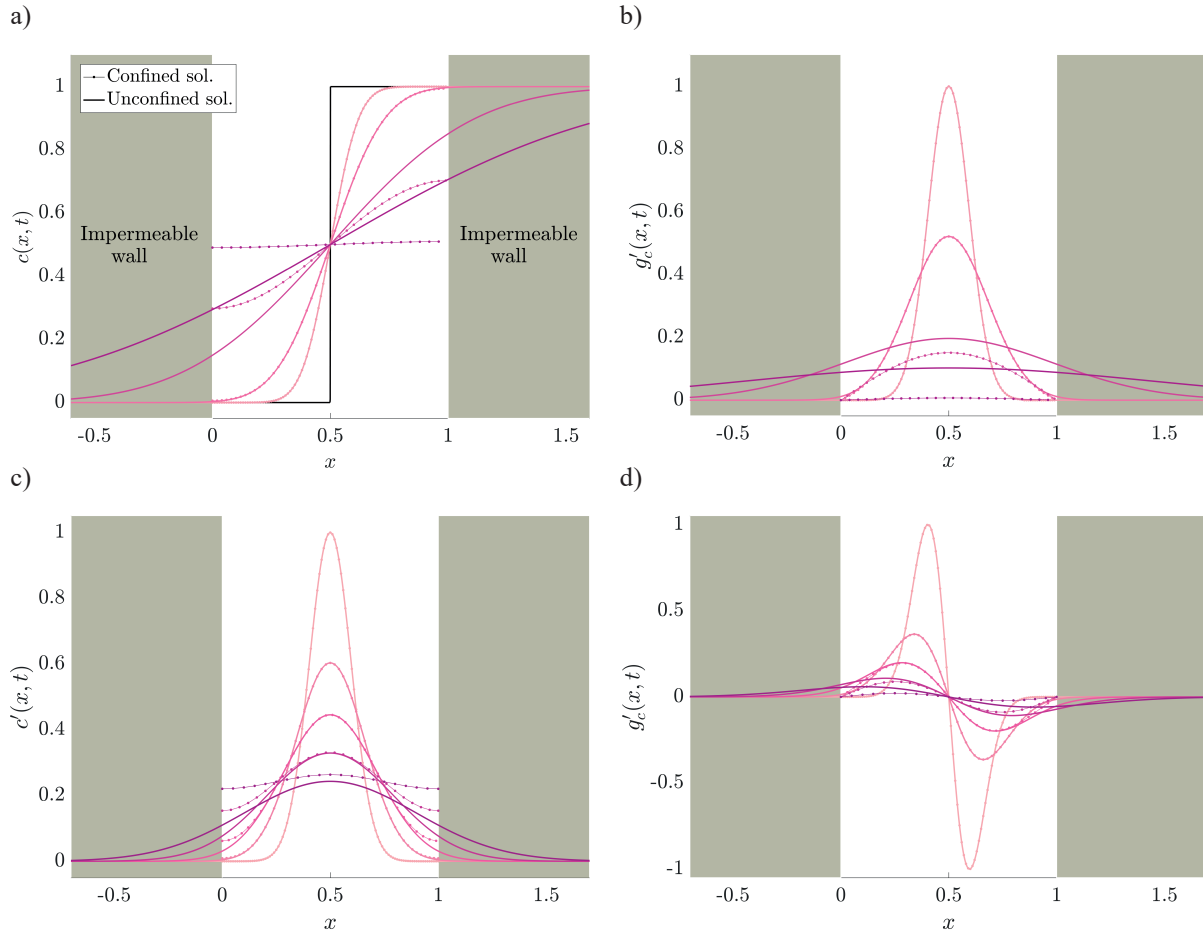 a)
Confined sol.
Unconfined sol.
Impermeable
wall
Impermeable
wall
c(x, t)
1
0.8
0.6
0.4
0.2
0
-0.5
0
0.5
1
1.5
x
b)
g′c(x, t)
1
0.8
0.6
0.4
0.2
0
-0.5
0
0.5
1
1.5
x
c)
c′(x, t)
1
0.8
0.6
0.4
0.2
0
-0.5
0
0.5
1
1.5
x
d)
g′c(x, t)
1
0.5
0
-0.5
-1
-0.5
0
0.5
1
1.5
x